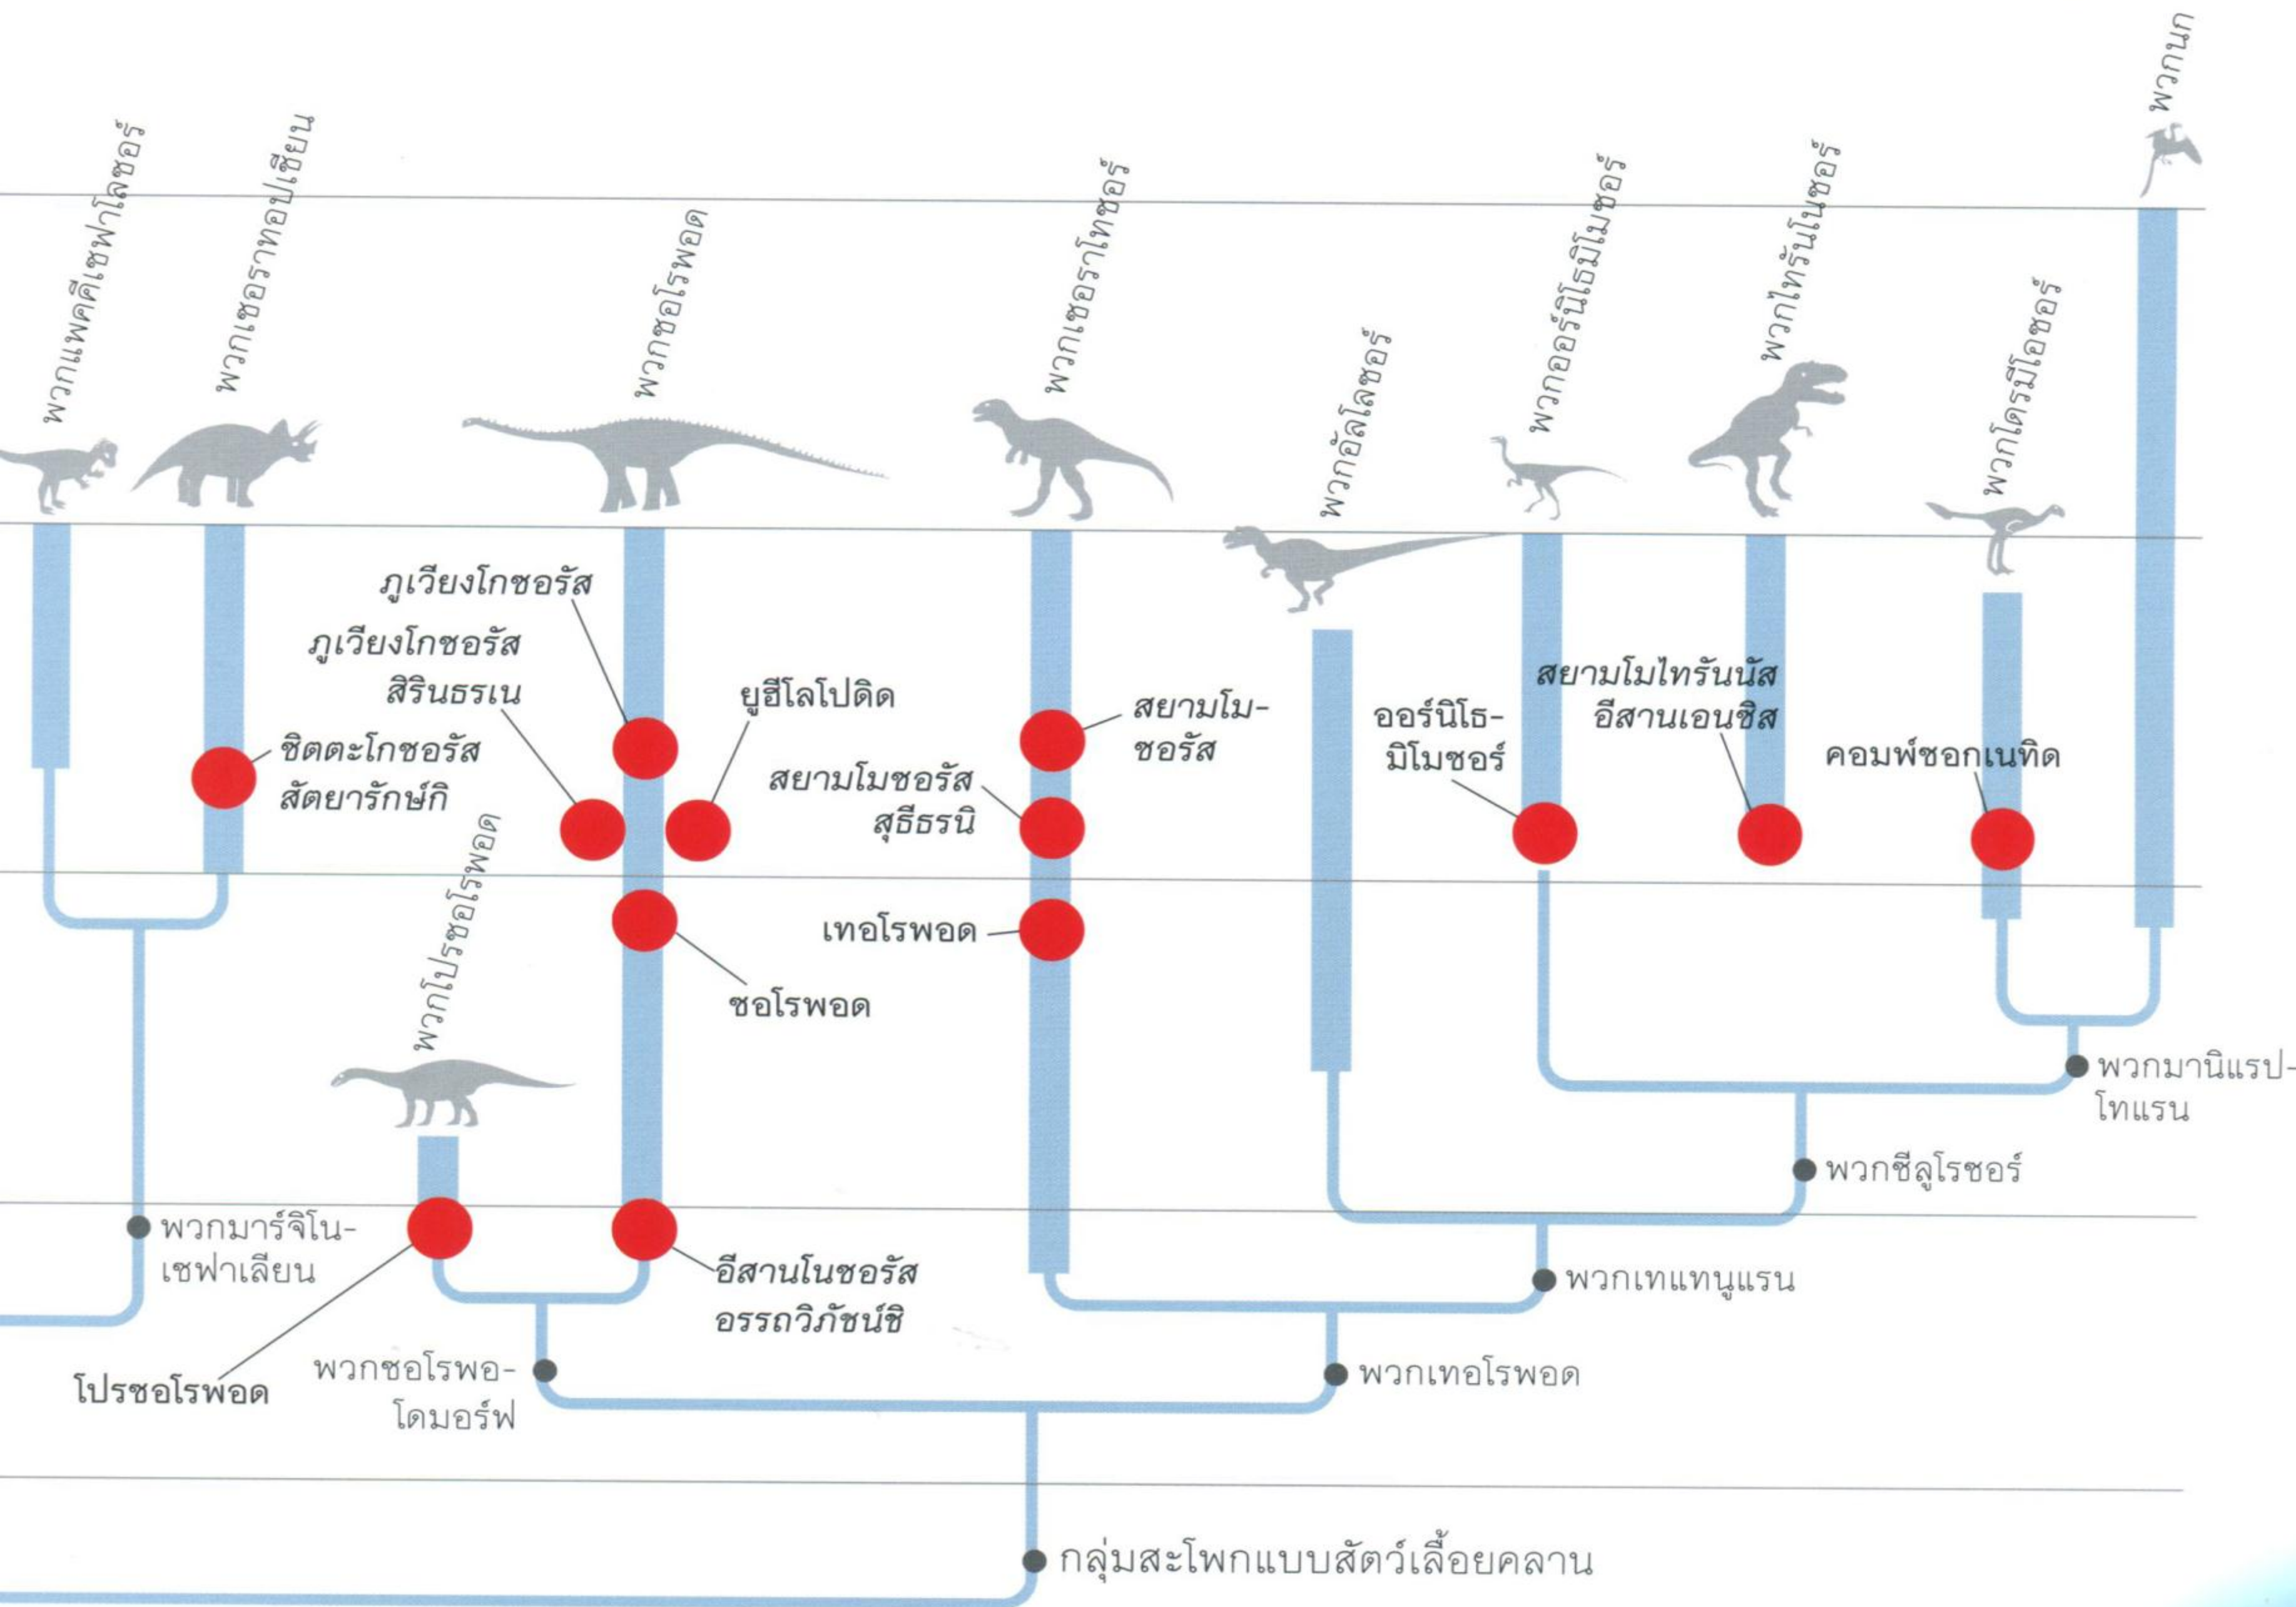 พวกนก
พวกแพคคีเซฟาโลซอร์
พวกเซอราทอปเซียน
พวกซอโรพอด
พวกเซอราโทซอร์
พวกออร์นิโธมิโมซอร์
พวกไทรันโนซอร์
พวกโดรมีโอซอร์
พวกอัลโลซอร์
ภูเวียงโกซอรัส
ภูเวียงโกซอรัส
สิรินธรเน
ยูฮีโลโปดิด
ซิตตะโกซอรัส
สัตยารักษ์กิ
สยามโม-
ซอรัส
สยามโมซอรัส
สุธีธรนิ
ออร์นิโธ-
มิโมซอร์
สยามโมไทรันนัส
อีสานเอนซิส
คอมพ์ซอกเนทิด
พวกโปรซอโรพอด
เทอโรพอด
ซอโรพอด
พวกมานิแรป-
โทแรน
พวกซีลูโรซอร์
พวกมาร์จิโน-
เซฟาเลียน
อีสานโนซอรัส
อรรถวิภัชน์ชิ
พวกเทแทนูแรน
โปรซอโรพอด
พวกซอโรพอ-
โดมอร์ฟ
พวกเทอโรพอด
กลุ่มสะโพกแบบสัตว์เลื้อยคลาน